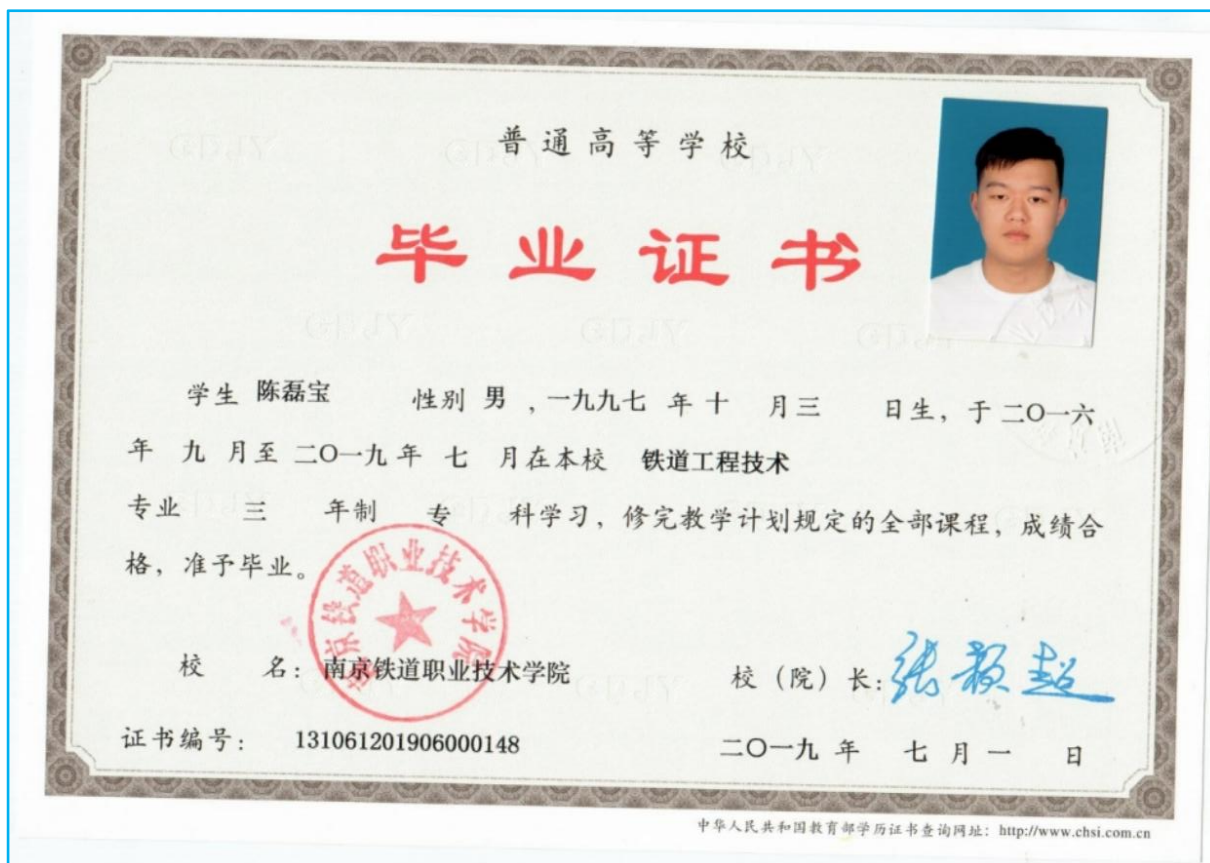 普通高等学校
毕业证书
学生 陈磊宝 性别 男 ,一九九七 年 十 月三 日生, 于 二〇一六
年 九 月至 二〇一九 年 七 月在本校 铁道工程技术
专业 三 年制 专 科学习, 修完教学计划规定的全部课程, 成绩合
格, 准予毕业。
南京铁道职业技术学院
校 名: 南京铁道职业技术学院 校(院)长: 张颖超
证书编号: 131061201906000148 二〇一九 年 七 月 一 日
中华人民共和国教育部学历证书查询网址: http://www.chsi.com.cn